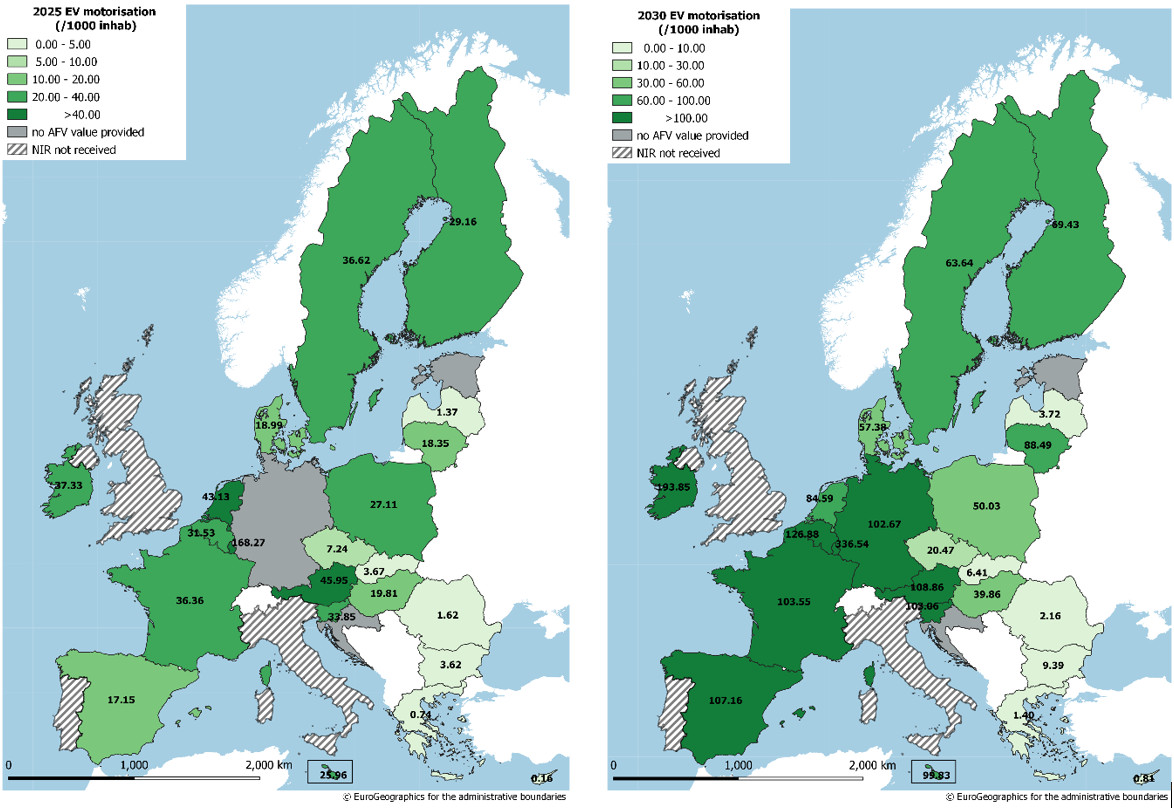 2025 EV motorisation
(/1000 inhab)
0.00 - 5.00
5.00 - 10.00
10.00 - 20.00
20.00 - 40.00
>40.00
no AFV value provided
NIR not received
29.16
36.62
1.37
18.99
18.35
37.33
43.13
27.11
31.53
168.27
7.24
3.67
45.95
19.81
36.36
33.85
1.62
3.62
17.15
0.74
0
1,000
2,000 km
25.96
0.16
© EuroGeographics for the administrative boundaries
2030 EV motorisation
(/1000 inhab)
0.00 - 10.00
10.00 - 30.00
30.00 - 60.00
60.00 - 100.00
>100.00
no AFV value provided
NIR not received
69.43
63.64
3.72
57.38
88.49
193.85
84.59
50.03
102.67
126.88
336.54
20.47
6.41
108.86
39.86
103.55
103.06
2.16
9.39
107.16
1.40
0
1,000
2,000 km
99.83
0.81
© EuroGeographics for the administrative boundaries